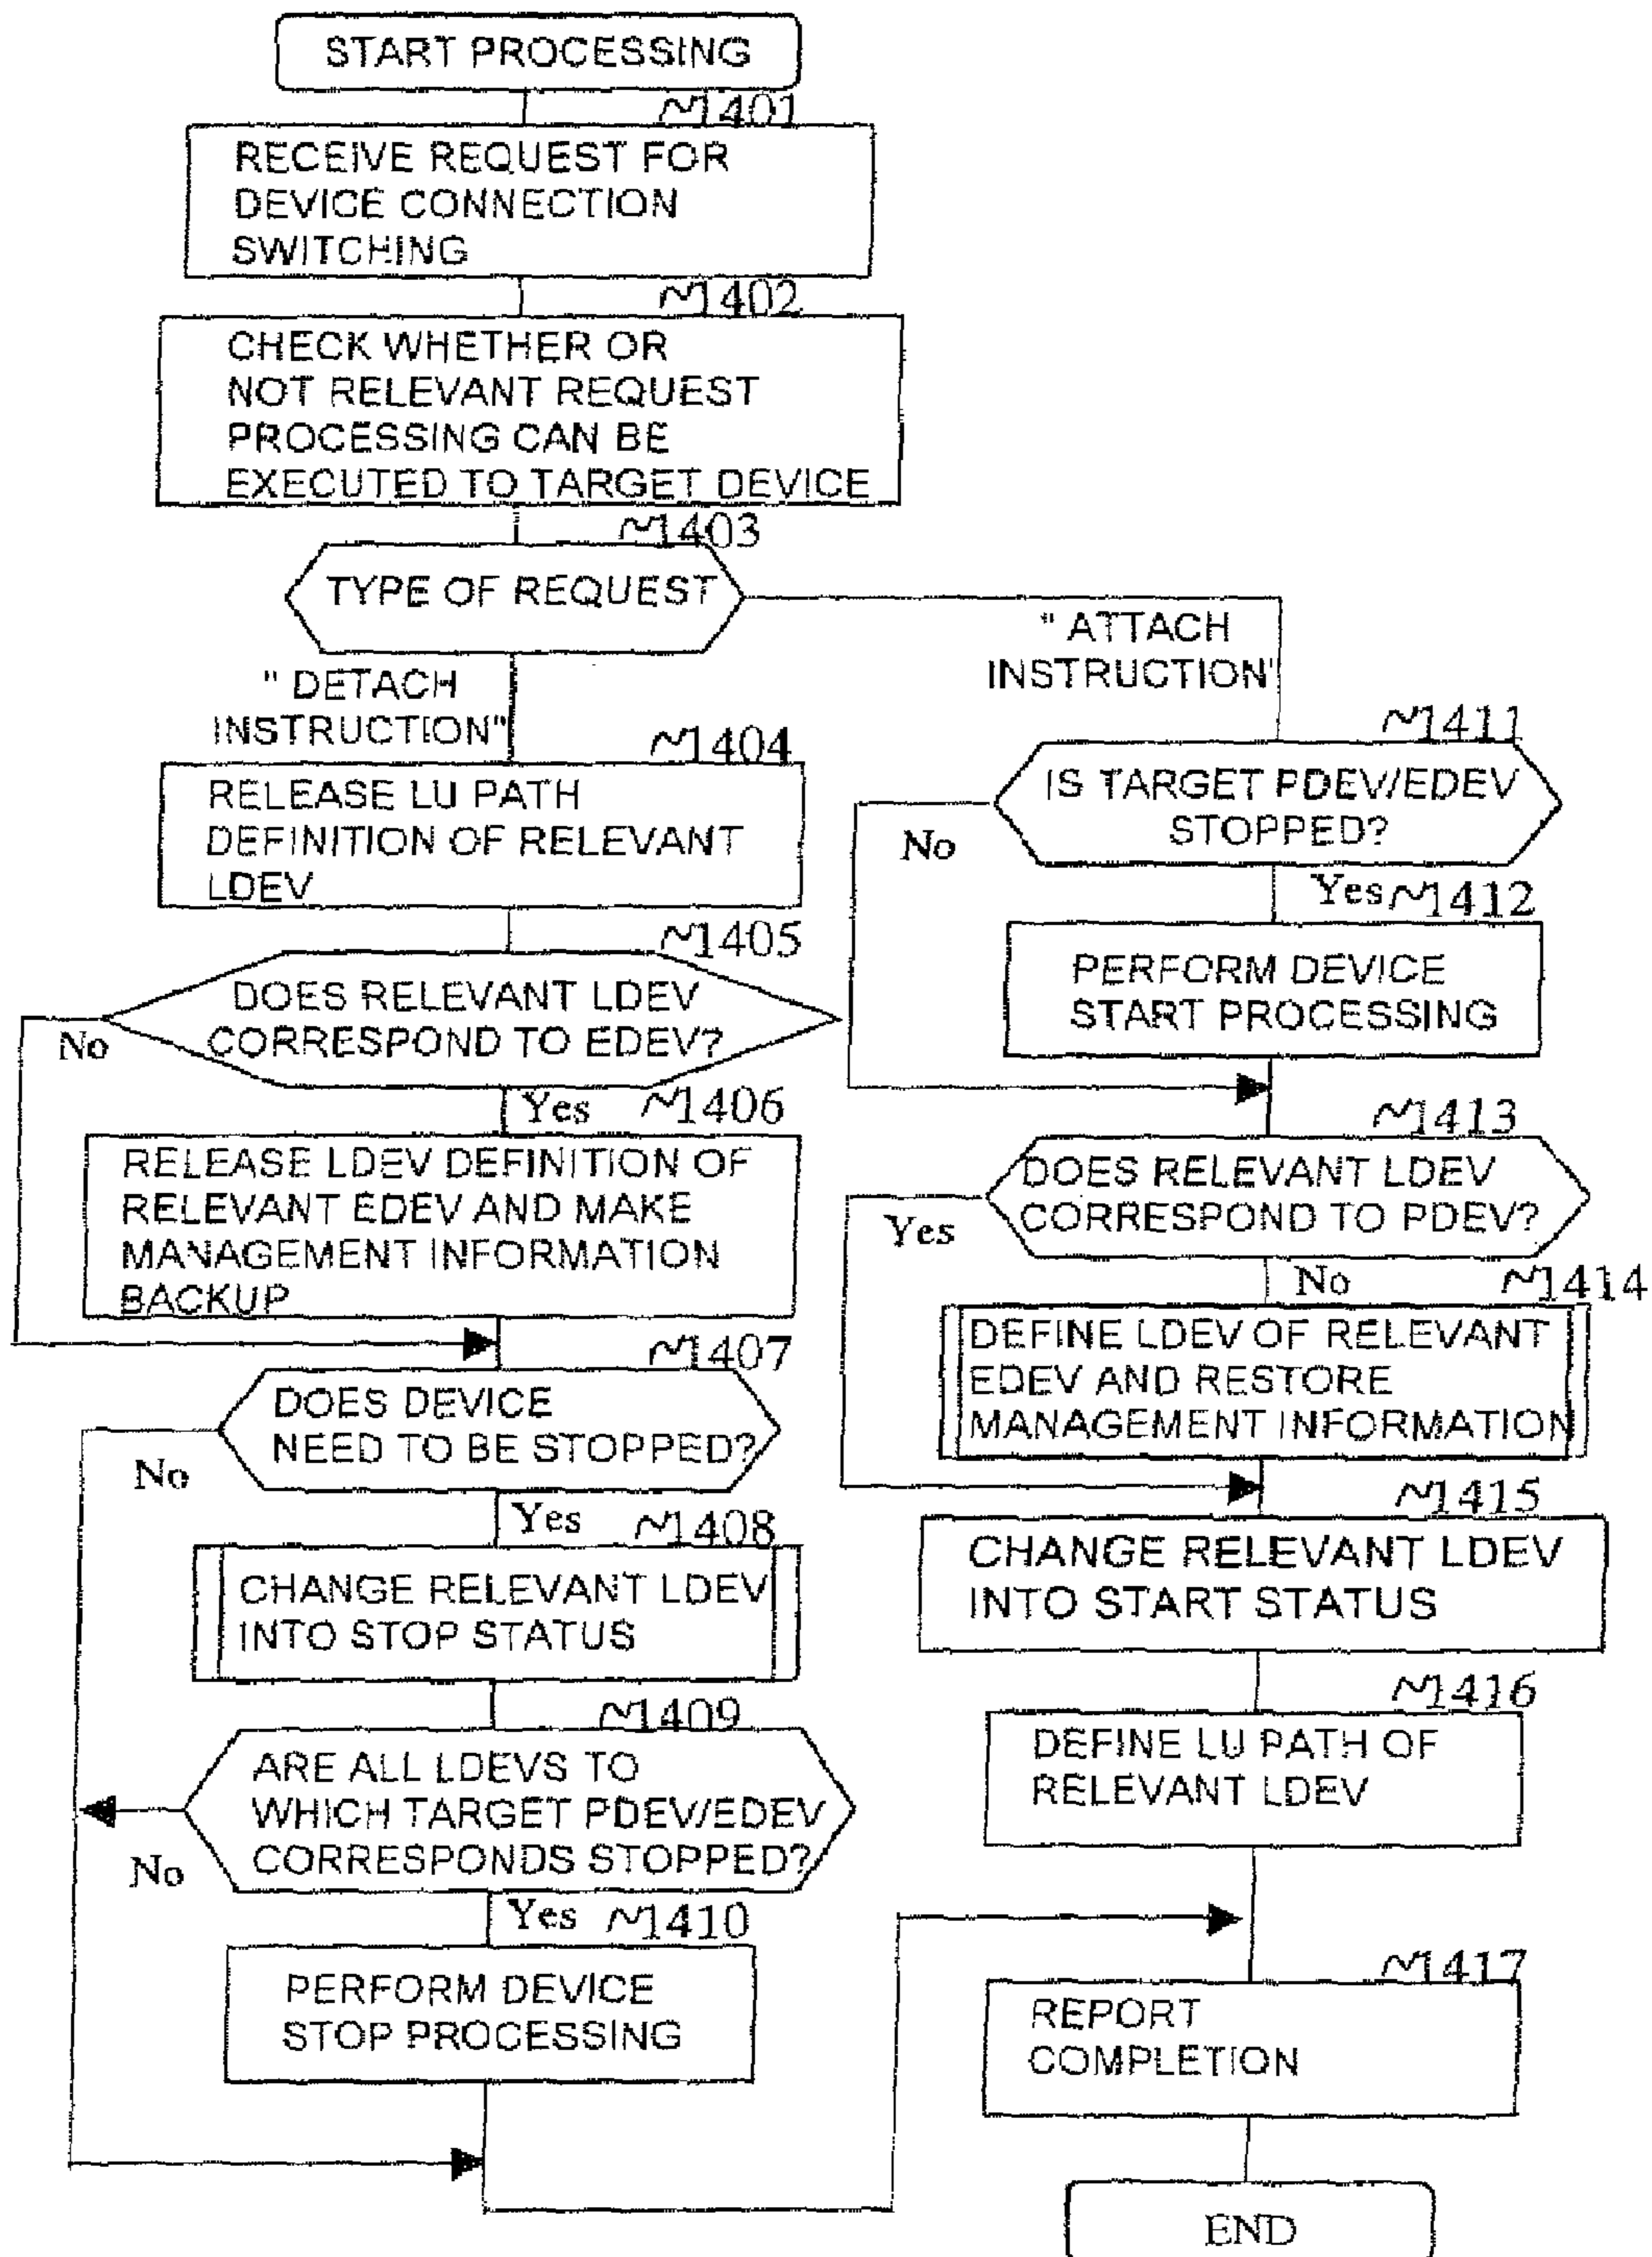 START PROCESSING
~1401
RECEIVE REQUEST FOR
DEVICE CONNECTION
SWITCHING
~1402
CHECK WHETHER OR
NOT RELEVANT REQUEST
PROCESSING CAN BE
EXECUTED TO TARGET DEVICE
~1403
TYPE OF REQUEST
" DETACH
INSTRUCTION"
~1404
RELEASE LU PATH
DEFINITION OF RELEVANT
LDEV
~1405
DOES RELEVANT LDEV
CORRESPOND TO EDEV?
No
Yes ~1406
RELEASE LDEV DEFINITION OF
RELEVANT EDEV AND MAKE
MANAGEMENT INFORMATION
BACKUP
~1407
DOES DEVICE
NEED TO BE STOPPED?
No
Yes ~1408
CHANGE RELEVANT LDEV
INTO STOP STATUS
~1409
ARE ALL LDEVS TO
WHICH TARGET PDEV/EDEV
CORRESPONDS STOPPED?
No
Yes ~1410
PERFORM DEVICE
STOP PROCESSING
" ATTACH
INSTRUCTION"
~1411
IS TARGET PDEV/EDEV
STOPPED?
No
Yes ~1412
PERFORM DEVICE
START PROCESSING
~1413
DOES RELEVANT LDEV
CORRESPOND TO PDEV?
Yes
No ~1414
DEFINE LDEV OF RELEVANT
EDEV AND RESTORE
MANAGEMENT INFORMATION
~1415
CHANGE RELEVANT LDEV
INTO START STATUS
~1416
DEFINE LU PATH OF
RELEVANT LDEV
~1417
REPORT
COMPLETION
END